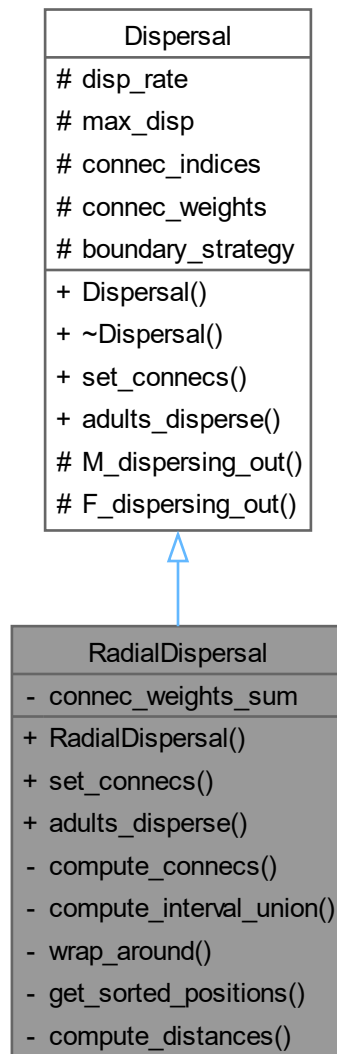 Dispersal
# disp_rate
# max_disp
# connec_indices
# connec_weights
# boundary_strategy
+ Dispersal()
+ ~Dispersal()
+ set_connecs()
+ adults_disperse()
# M_dispersing_out()
# F_dispersing_out()
RadialDispersal
- connec_weights_sum
+ RadialDispersal()
+ set_connecs()
+ adults_disperse()
- compute_connecs()
- compute_interval_union()
- wrap_around()
- get_sorted_positions()
- compute_distances()